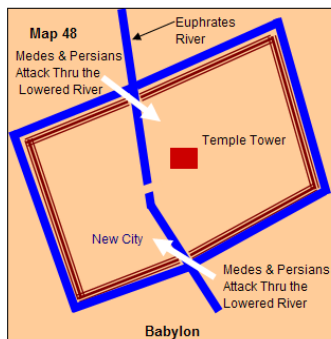 Map 48
Euphrates
River
Medes & Persians
Attack Thru the
Lowered River
Temple Tower
New City
Medes & Persians
Attack Thru the
Lowered River
Babylon